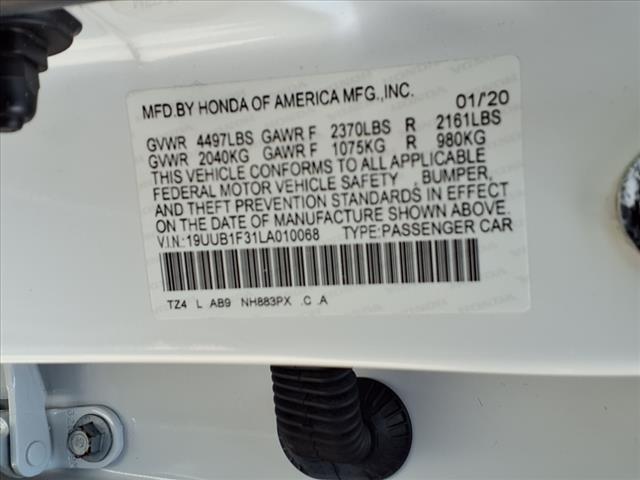 MFD.BY HONDA OF AMERICA MFG.,INC. 01/'20
GVWR 4497LBS GAWR F 2370LBS R 2161LBS
GVWR 2040KG GAWR F 1075KG R 980KG
THIS VEHICLE CONFORMS TO ALL APPLICABLE
FEDERAL MOTOR VEHICLE SAFETY, BUMPER,
AND THEFT PREVENTION STANDARDS IN EFFECT
ON THE DATE OF MANUFACTURE SHOWN ABOVE.
V.I.N.: 19UUB1F31LA010068 TYPE:PASSENGER CAR
TZ4 L AB9 NH883PX .C .A